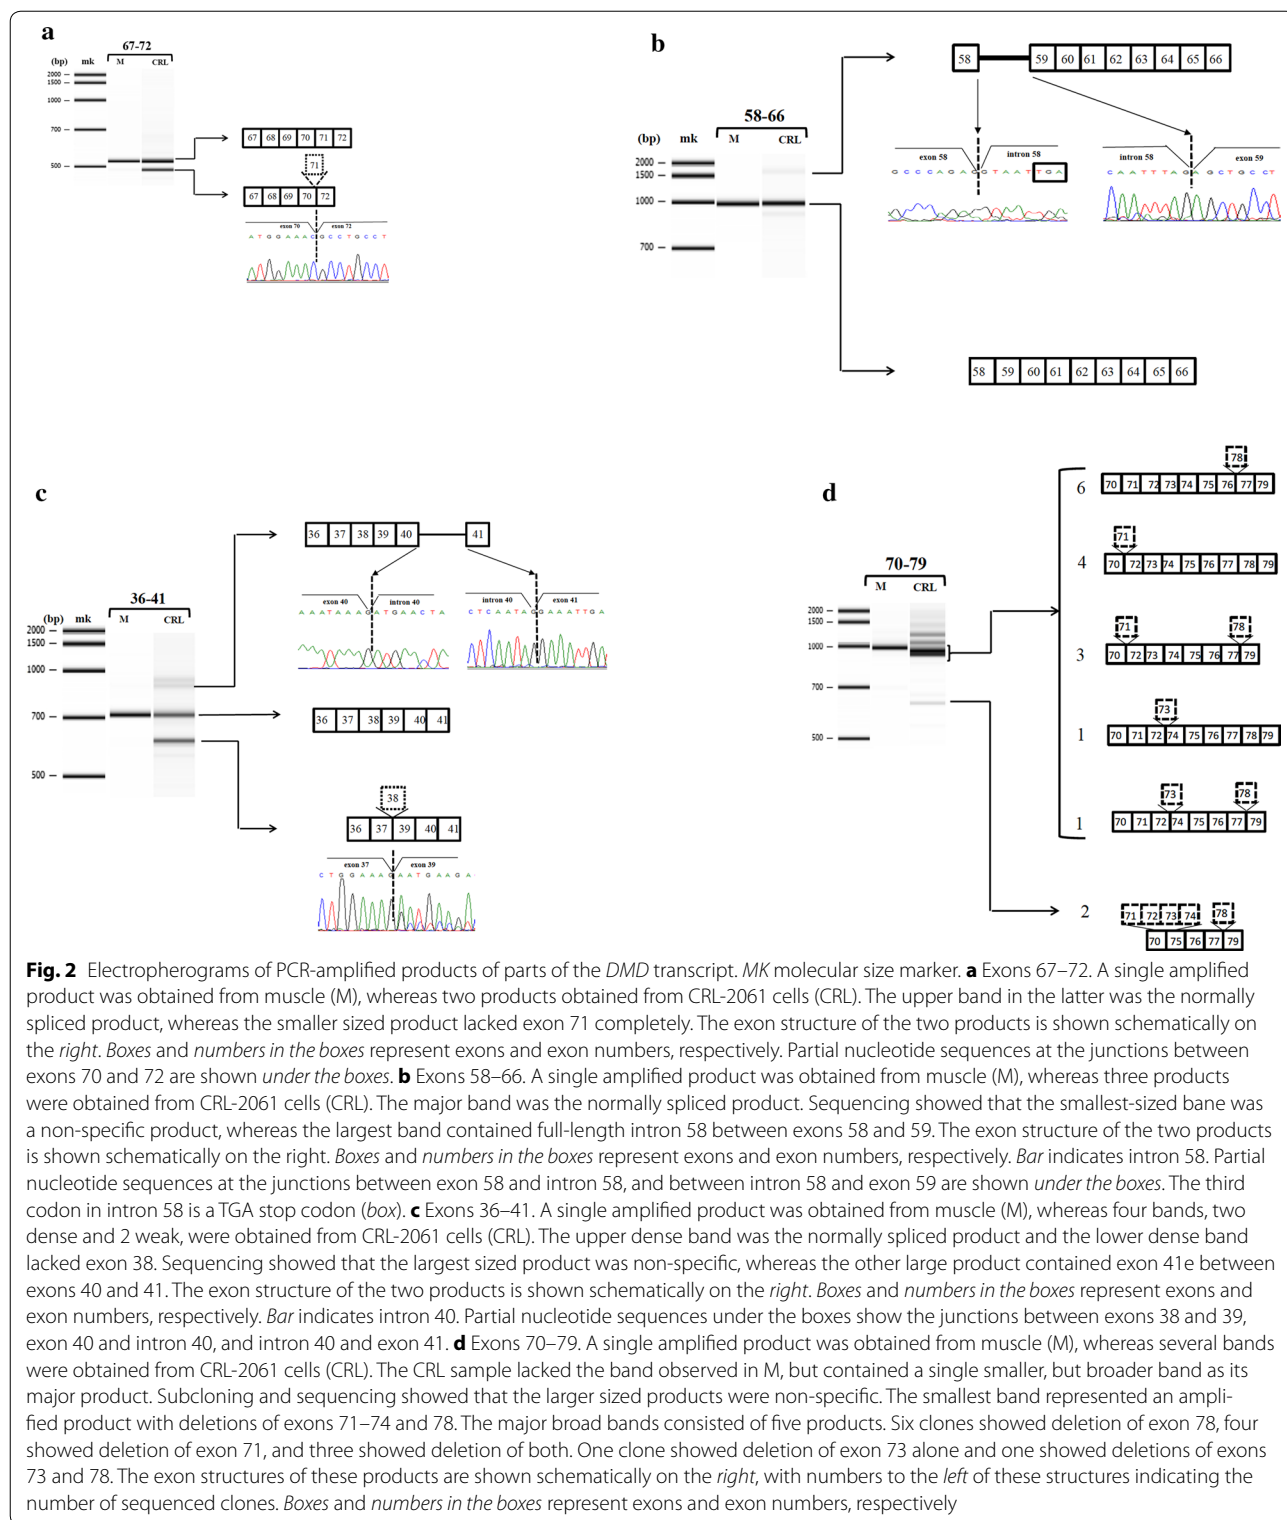 a
67-72
(bp) mk M CRL
2000
1500
1000
700
500
67 68 69 70 71 72
71
67 68 69 70 72
exon 70 exon 72
A T G G A A A C G C C T G C C T
b
58-66
(bp) mk M CRL
2000
1500
1000
700
58 59 60 61 62 63 64 65 66
exon 58 intron 58
G C C C A G A G G T A A T T G A
intron 58 exon 59
C A A T T T A G A G C T G C C T
58 59 60 61 62 63 64 65 66
c
36-41
(bp) mk M CRL
2000
1500
1000
700
500
36 37 38 39 40 41
exon 40 intron 40
A A A T A A A G A T G A A C T A
intron 40 exon 41
C T C A A T A G G A A A T T G A
36 37 38 39 40 41
38
36 37 39 40 41
exon 37 exon 39
C T G G A A A G A A T G A A G A
d
70-79
M CRL
2000
1500
1000
700
500
78
6 70 71 72 73 74 75 76 77 79
71
4 70 72 73 74 75 76 77 78 79
71 78
3 70 72 73 74 75 76 77 79
73
1 70 71 72 74 75 76 77 78 79
73 78
1 70 71 72 74 75 76 77 79
71 72 73 74 78
2 70 75 76 77 79
Fig. 2 Electropherograms of PCR-amplified products of parts of the DMD transcript. MK molecular size marker. a Exons 67–72. A single amplified
product was obtained from muscle (M), whereas two products obtained from CRL-2061 cells (CRL). The upper band in the latter was the normally
spliced product, whereas the smaller sized product lacked exon 71 completely. The exon structure of the two products is shown schematically on
the right. Boxes and numbers in the boxes represent exons and exon numbers, respectively. Partial nucleotide sequences at the junctions between
exons 70 and 72 are shown under the boxes. b Exons 58–66. A single amplified product was obtained from muscle (M), whereas three products
were obtained from CRL-2061 cells (CRL). The major band was the normally spliced product. Sequencing showed that the smallest-sized bane was
a non-specific product, whereas the largest band contained full-length intron 58 between exons 58 and 59. The exon structure of the two products
is shown schematically on the right. Boxes and numbers in the boxes represent exons and exon numbers, respectively. Bar indicates intron 58. Partial
nucleotide sequences at the junctions between exon 58 and intron 58, and between intron 58 and exon 59 are shown under the boxes. The third
codon in intron 58 is a TGA stop codon (box). c Exons 36–41. A single amplified product was obtained from muscle (M), whereas four bands, two
dense and 2 weak, were obtained from CRL-2061 cells (CRL). The upper dense band was the normally spliced product and the lower dense band
lacked exon 38. Sequencing showed that the largest sized product was non-specific, whereas the other large product contained exon 41e between
exons 40 and 41. The exon structure of the two products is shown schematically on the right. Boxes and numbers in the boxes represent exons and
exon numbers, respectively. Bar indicates intron 40. Partial nucleotide sequences under the boxes show the junctions between exons 38 and 39,
exon 40 and intron 40, and intron 40 and exon 41. d Exons 70–79. A single amplified product was obtained from muscle (M), whereas several bands
were obtained from CRL-2061 cells (CRL). The CRL sample lacked the band observed in M, but contained a single smaller, but broader band as its
major product. Subcloning and sequencing showed that the larger sized products were non-specific. The smallest band represented an ampli-
fied product with deletions of exons 71–74 and 78. The major broad bands consisted of five products. Six clones showed deletion of exon 78, four
showed deletion of exon 71, and three showed deletion of both. One clone showed deletion of exon 73 alone and one showed deletions of exons
73 and 78. The exon structures of these products are shown schematically on the right, with numbers to the left of these structures indicating the
number of sequenced clones. Boxes and numbers in the boxes represent exons and exon numbers, respectively